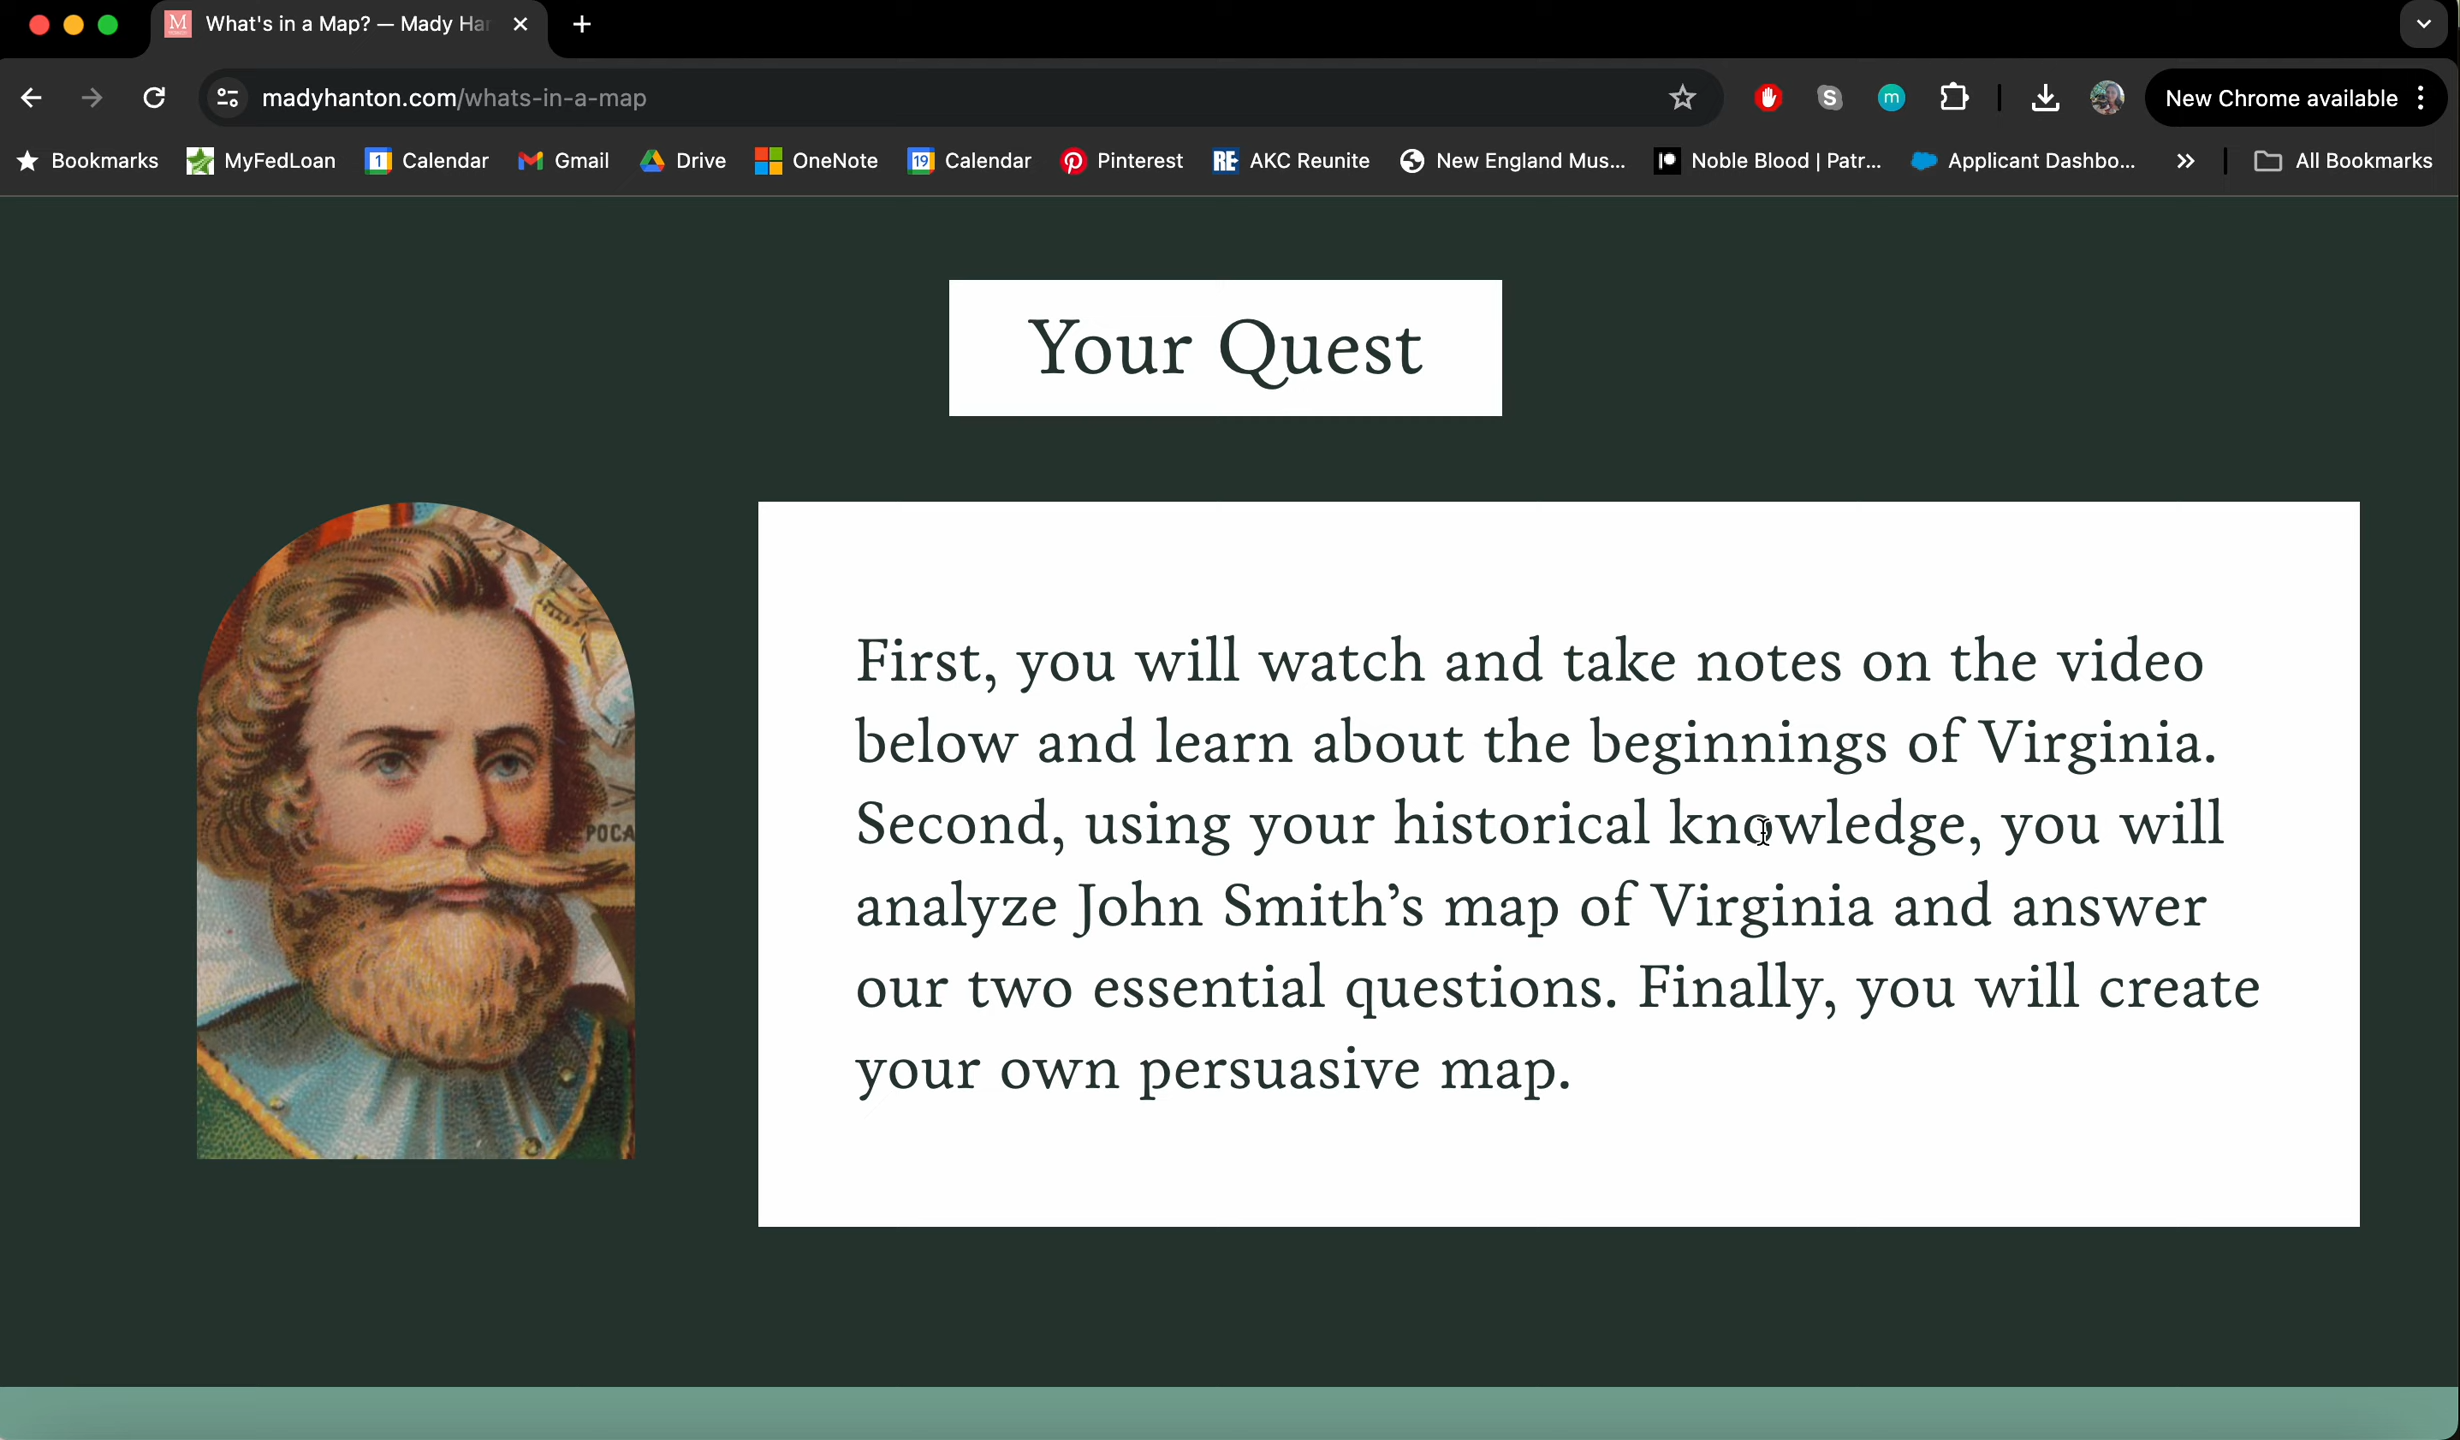 What's in a Map? — Mady Har
madyhanton.com/whats-in-a-map
New Chrome available
Bookmarks
MyFedLoan
Calendar
Gmail
Drive
OneNote
Calendar
Pinterest
AKC Reunite
New England Mus...
Noble Blood | Patr...
Applicant Dashbo...
All Bookmarks
Your Quest
POCA
First, you will watch and take notes on the video
below and learn about the beginnings of Virginia.
Second, using your historical knowledge, you will
analyze John Smith’s map of Virginia and answer
our two essential questions. Finally, you will create
your own persuasive map.